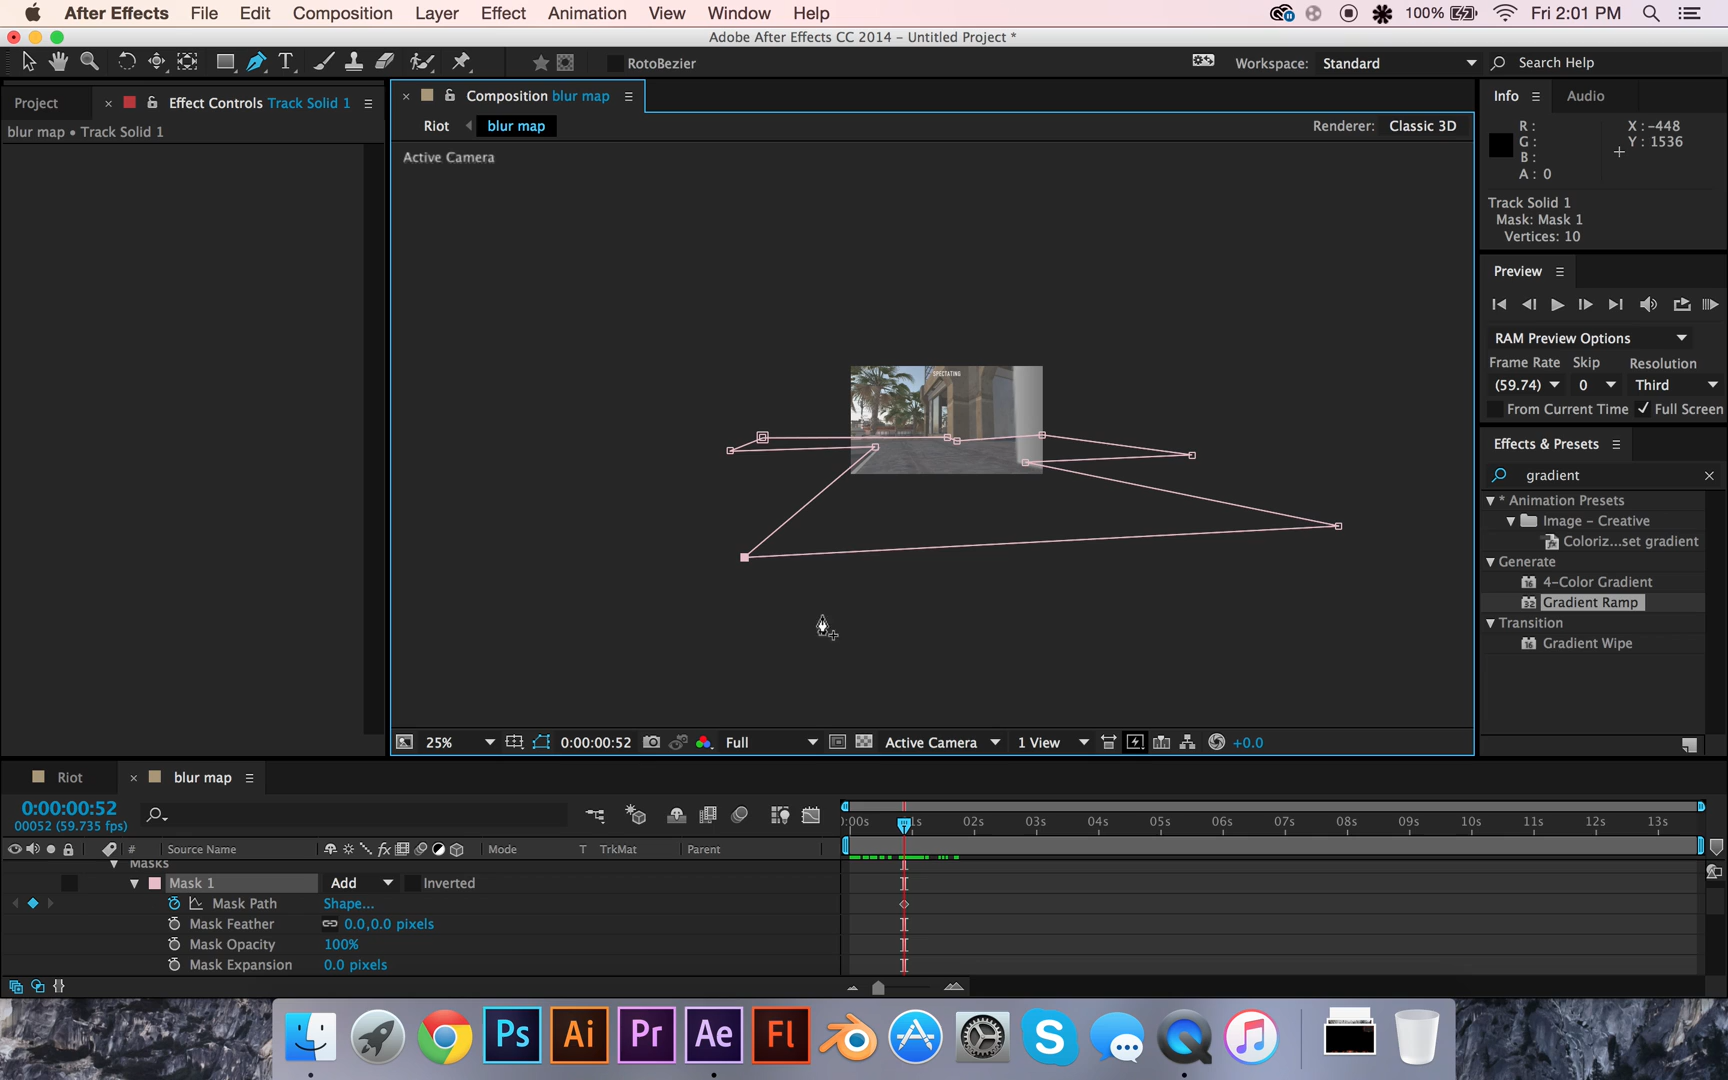 After Effects File Edit Composition Layer Effect Animation View Window Help 100% Fri 2:01 PM
Adobe After Effects CC 2014 – Untitled Project *
RotoBezier Workspace: Standard Search Help
Project Effect Controls Track Solid 1
blur map • Track Solid 1
Composition blur map
Riot blur map Renderer: Classic 3D
Active Camera
SPECTATING
25% 0:00:00:52 Full Active Camera 1 View +0.0
Info Audio
R: X: -448
G: Y: 1536
B:
A: 0
Track Solid 1
Mask: Mask 1
Vertices: 10
Preview
RAM Preview Options
Frame Rate Skip Resolution
(59.74) 0 Third
From Current Time Full Screen
Effects & Presets
gradient
* Animation Presets
Image – Creative
Coloriz...set gradient
Generate
4-Color Gradient
Gradient Ramp
Transition
Gradient Wipe
Riot blur map
0:00:00:52
00052 (59.735 fps)
:00s 1s 02s 03s 04s 05s 06s 07s 08s 09s 10s 11s 12s 13s
# Source Name fx Mode T TrkMat Parent
Masks
Mask 1 Add Inverted
Mask Path Shape...
Mask Feather 0.0,0.0 pixels
Mask Opacity 100%
Mask Expansion 0.0 pixels
Ps Ai Pr Ae Fl